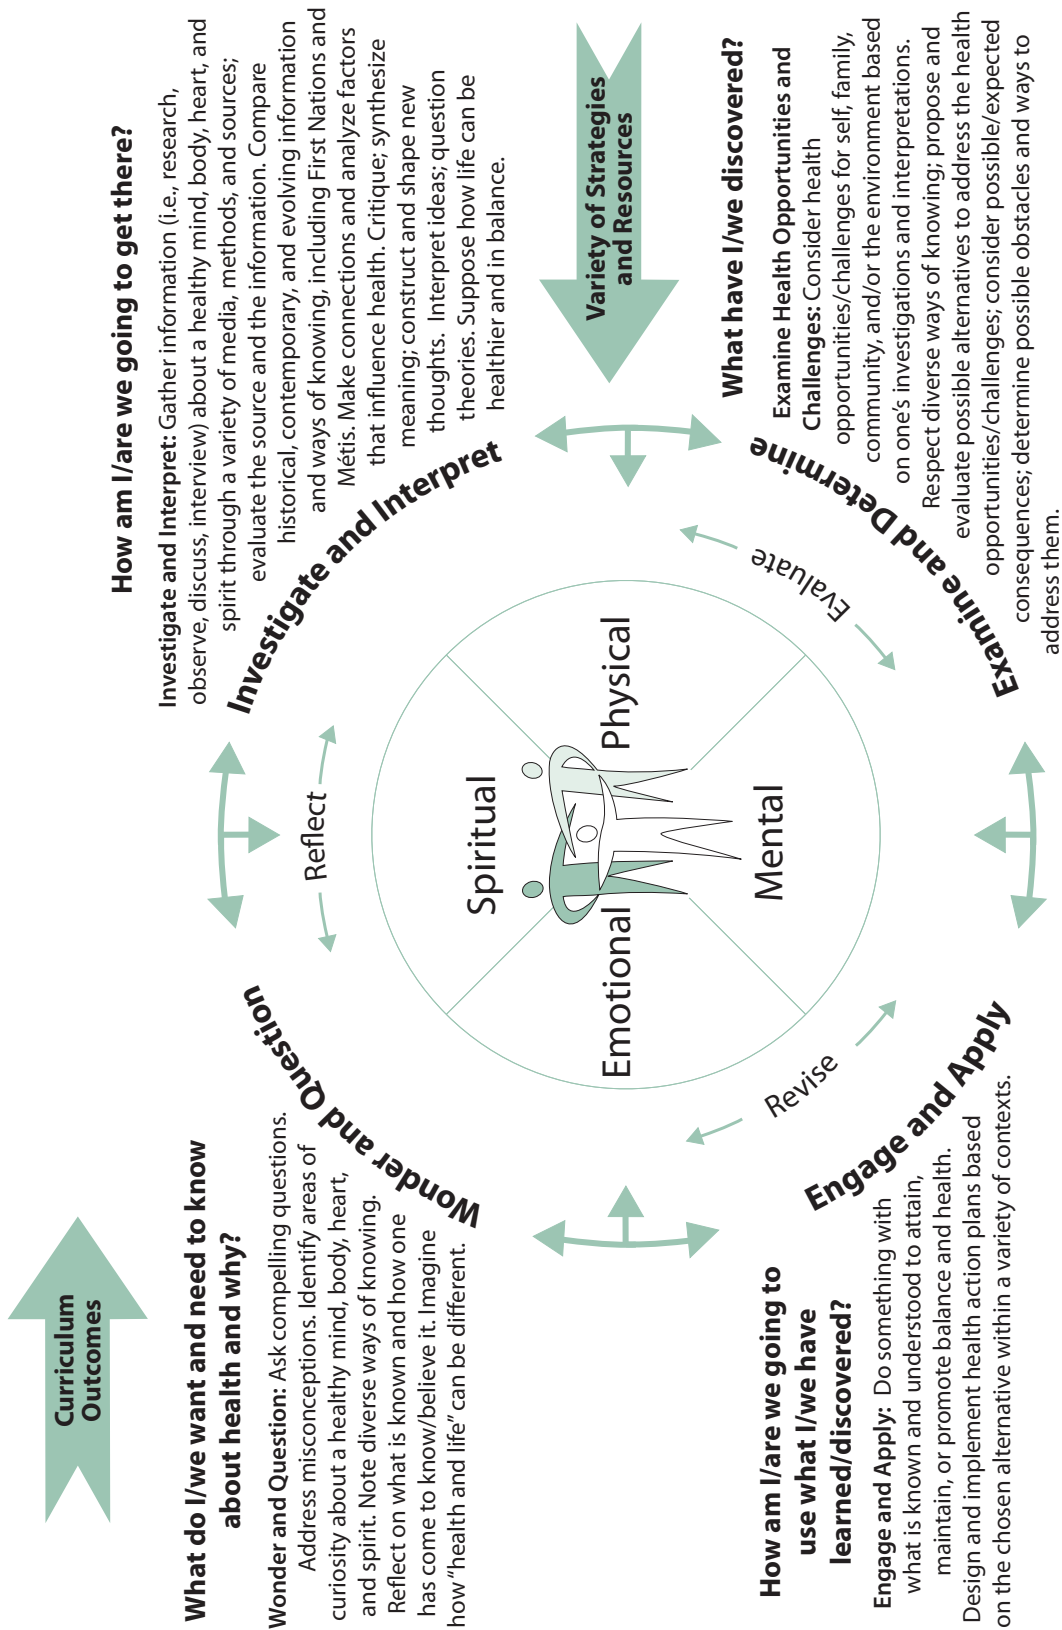 Curriculum
Outcomes
What do I/we want and need to know
about health and why?
Wonder and Question: Ask compelling questions.
Address misconceptions. Identify areas of
curiosity about a healthy mind, body, heart,
and spirit. Note diverse ways of knowing.
Reflect on what is known and how one
has come to know/believe it. Imagine
how “health and life” can be different.
Wonder and Question
How am I/are we going to get there?
Investigate and Interpret: Gather information (i.e., research,
observe, discuss, interview) about a healthy mind, body, heart, and
spirit through a variety of media, methods, and sources;
evaluate the source and the information. Compare
historical, contemporary, and evolving information
and ways of knowing, including First Nations and
Métis. Make connections and analyze factors
that influence health. Critique; synthesize
meaning; construct and shape new
thoughts. Interpret ideas; question
theories. Suppose how life can be
healthier and in balance.
Investigate and Interpret
Variety of Strategies
and Resources
Reflect
Spiritual
Emotional
Physical
Mental
Evaluate
Revise
What have I/we discovered?
Examine Health Opportunities and
Challenges: Consider health
opportunities/challenges for self, family,
community, and/or the environment based
on one’s investigations and interpretations.
Respect diverse ways of knowing; propose and
evaluate possible alternatives to address the health
opportunities/challenges; consider possible/expected
consequences; determine possible obstacles and ways to
address them.
Examine and Determine
How am I/are we going to
use what I/we have
learned/discovered?
Engage and Apply: Do something with
what is known and understood to attain,
maintain, or promote balance and health.
Design and implement health action plans based
on the chosen alternative within a variety of contexts.
Engage and Apply